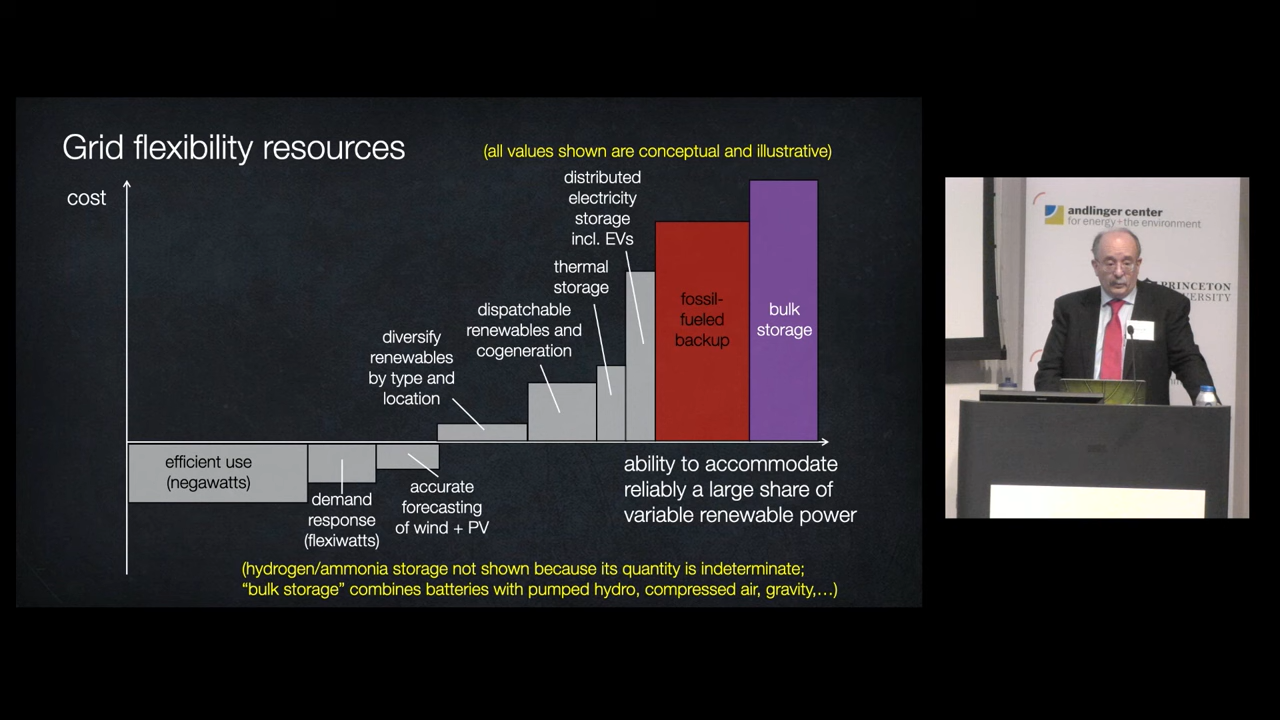 Grid flexibility resources
(all values shown are conceptual and illustrative)
cost
distributed
electricity
storage
incl. EVs
thermal
storage
dispatchable
renewables and
cogeneration
diversify
renewables
by type and
location
fossil-
fueled
backup
bulk
storage
efficient use
(negawatts)
demand
response
(flexiwatts)
accurate
forecasting
of wind + PV
ability to accommodate
reliably a large share of
variable renewable power
(hydrogen/ammonia storage not shown because its quantity is indeterminate;
“bulk storage” combines batteries with pumped hydro, compressed air, gravity,…)
andlinger center
for energy+the environment
PRINCETON